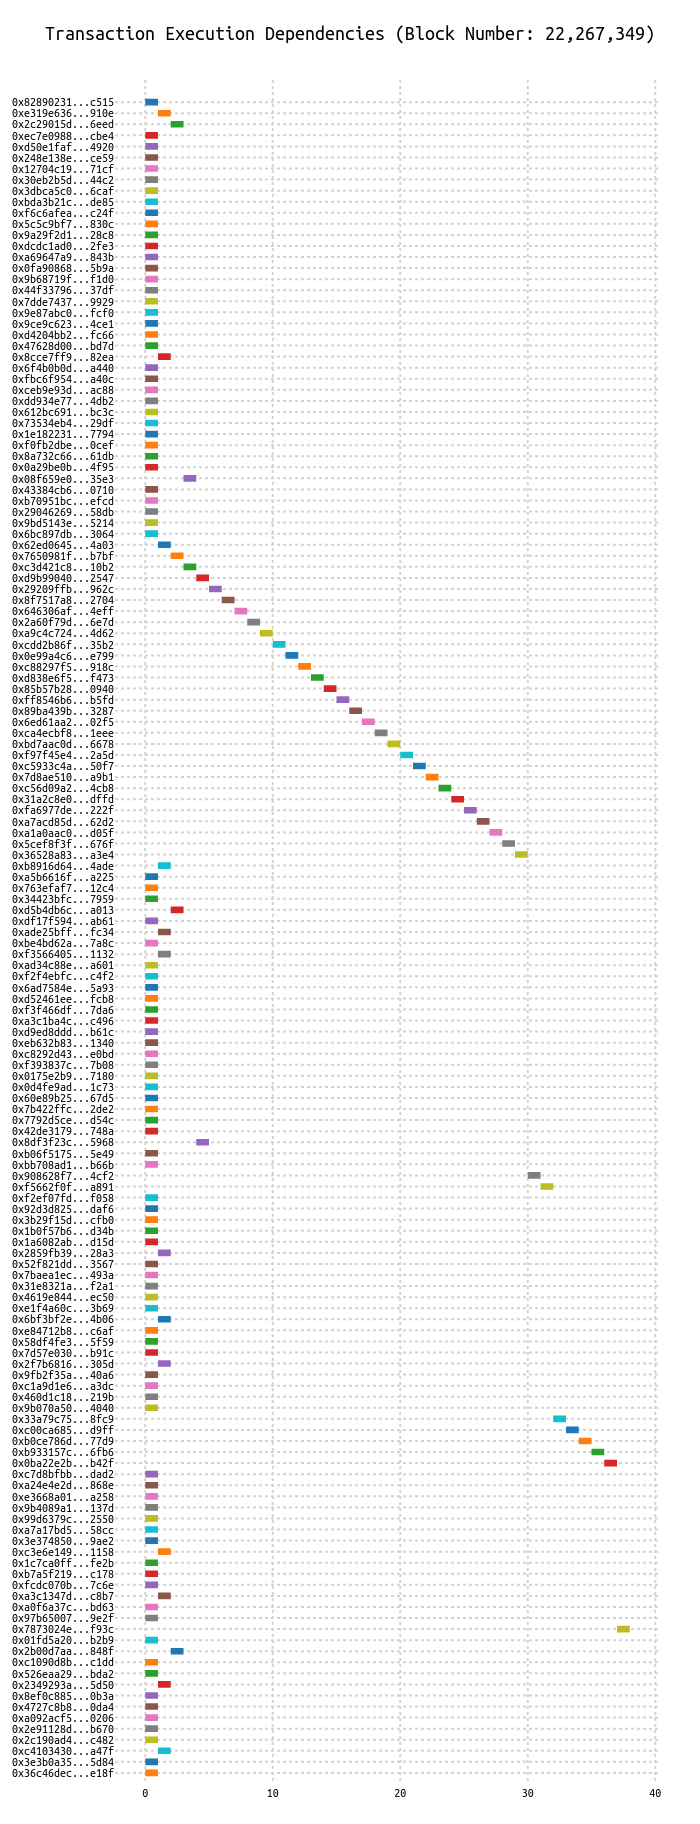 Transaction Execution Dependencies (Block Number: 22,267,349)
0x82890231...c515
0xe319e636...910e
0x2c29015d...6eed
0xec7e0988...cbe4
0xd50e1faf...4920
0x248e138e...ce59
0x12704c19...71cf
0x30eb2b5d...44c2
0x3dbca5c0...6caf
0xbda3b21c...de85
0xf6c6afea...c24f
0x5c5c9bf7...830c
0x9a29f2d1...28c8
0xdcdc1ad0...2fe3
0xa69647a9...843b
0x0fa90868...5b9a
0x9b68719f...f1d0
0x44f33796...37df
0x7dde7437...9929
0x9e87abc0...fcf0
0x9ce9c623...4ce1
0xd4204bb2...fc66
0x47628d00...bd7d
0x8cce7ff9...82ea
0x6f4b0b0d...a440
0xfbc6f954...a40c
0xceb9e93d...ac88
0xdd934e77...4db2
0x612bc691...bc3c
0x73534eb4...29df
0x1e182231...7794
0xf0fb2dbe...0cef
0x8a732c66...61db
0x0a29be0b...4f95
0x08f659e0...35e3
0x43384cb6...0710
0xb70951bc...efcd
0x29046269...58db
0x9bd5143e...5214
0x6bc897db...3064
0x62ed0645...4a03
0x7650981f...b7bf
0xc3d421c8...10b2
0xd9b99040...2547
0x29209ffb...962c
0x8f7517a8...2704
0x646306af...4eff
0x2a60f79d...6e7d
0xa9c4c724...4d62
0xcdd2b86f...35b2
0x0e99a4c6...e799
0xc88297f5...918c
0xd838e6f5...f473
0x85b57b28...0940
0xff8546b6...b5fd
0x89ba439b...3287
0x6ed61aa2...02f5
0xca4ecbf8...1eee
0xbd7aac0d...6678
0xf97f45e4...2a5d
0xc5933c4a...50f7
0x7d8ae510...a9b1
0xc56d09a2...4cb8
0x31a2c8e0...dffd
0xfa6977de...222f
0xa7acd85d...62d2
0xa1a0aac0...d05f
0x5cef8f3f...676f
0x36528a83...a3e4
0xb8916d64...4ade
0xa5b6616f...a225
0x763efaf7...12c4
0x34423bfc...7959
0xd5b4db6c...a013
0xdf17f594...ab61
0xade25bff...fc34
0xbe4bd62a...7a8c
0xf3566405...1132
0xad34c88e...a601
0xf2f4ebfc...c4f2
0x6ad7584e...5a93
0xd52461ee...fcb8
0xf3f466df...7da6
0xa3c1ba4c...c496
0xd9ed8ddd...b61c
0xeb632b83...1340
0xc8292d43...e0bd
0xf393837c...7b08
0x0175e2b9...7180
0x0d4fe9ad...1c73
0x60e89b25...67d5
0x7b422ffc...2de2
0x7792d5ce...d54c
0x42de3179...748a
0x8df3f23c...5968
0xb06f5175...5e49
0xbb708ad1...b66b
0x908628f7...4cf2
0xf5662f0f...a891
0xf2ef07fd...f058
0x92d3d825...daf6
0x3b29f15d...cfb0
0x1b0f57b6...d34b
0x1a6082ab...d15d
0x2859fb39...28a3
0x52f821dd...3567
0x7baea1ec...493a
0x31e8321a...f2a1
0x4619e844...ec50
0xe1f4a60c...3b69
0x6bf3bf2e...4b06
0xe84712b8...c6af
0x58df4fe3...5f59
0x7d57e030...b91c
0x2f7b6816...305d
0x9fb2f35a...40a6
0xc1a9d1e6...a3dc
0x460d1c18...219b
0x9b070a50...4040
0x33a79c75...8fc9
0xc00ca685...d9ff
0xb0ce786d...77d9
0xb933157c...6fb6
0x0ba22e2b...b42f
0xc7d8bfbb...dad2
0xa24e4e2d...868e
0xe3668a01...a258
0x9b4089a1...137d
0x99d6379c...2550
0xa7a17bd5...58cc
0x3e374850...9ae2
0xc3e6e149...1158
0x1c7ca0ff...fe2b
0xb7a5f219...c178
0xfcdc070b...7c6e
0xa3c1347d...c8b7
0xa0f6a37c...bd63
0x97b65007...9e2f
0x7873024e...f93c
0x01fd5a20...b2b9
0x2b00d7aa...848f
0xc1090d8b...c1dd
0x526eaa29...bda2
0x2349293a...5d50
0x8ef0c885...0b3a
0x4727c8b8...0da4
0xa092acf5...0206
0x2e91128d...b670
0x2c190ad4...c482
0xc4103430...a47f
0x3e3b0a35...5d84
0x36c46dec...e18f
0 10 20 30 40